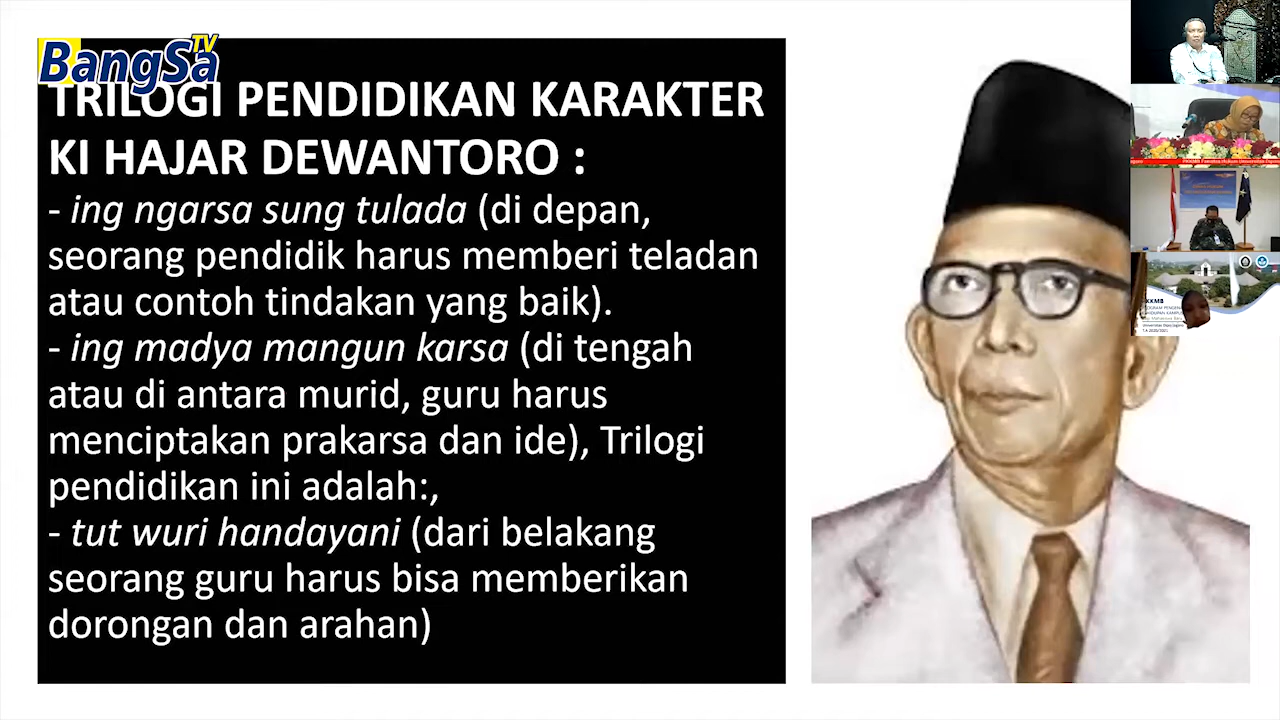 BangSa TV
TRILOGI PENDIDIKAN KARAKTER
KI HAJAR DEWANTORO :
- ing ngarsa sung tulada (di depan,
seorang pendidik harus memberi teladan
atau contoh tindakan yang baik).
- ing madya mangun karsa (di tengah
atau di antara murid, guru harus
menciptakan prakarsa dan ide), Trilogi
pendidikan ini adalah:,
- tut wuri handayani (dari belakang
seorang guru harus bisa memberikan
dorongan dan arahan)